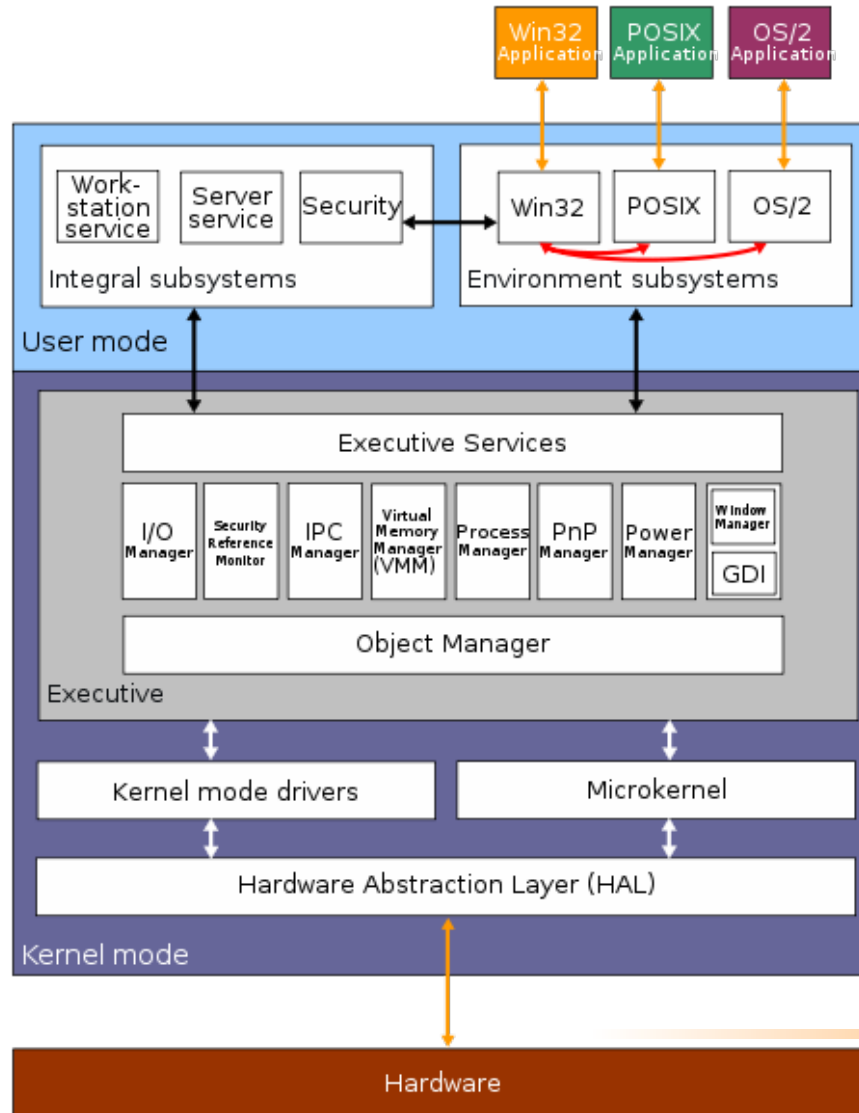 Win32
Application
POSIX
Application
OS/2
Application
Work-
station
service
Server
service
Security
Win32
POSIX
OS/2
Integral subsystems
Environment subsystems
User mode
Executive Services
I/O
Manager
Security
Reference
Monitor
IPC
Manager
Virtual
Memory
Manager
(VMM)
Process
Manager
PnP
Manager
Power
Manager
Window
Manager
GDI
Object Manager
Executive
Kernel mode drivers
Microkernel
Hardware Abstraction Layer (HAL)
Kernel mode
Hardware